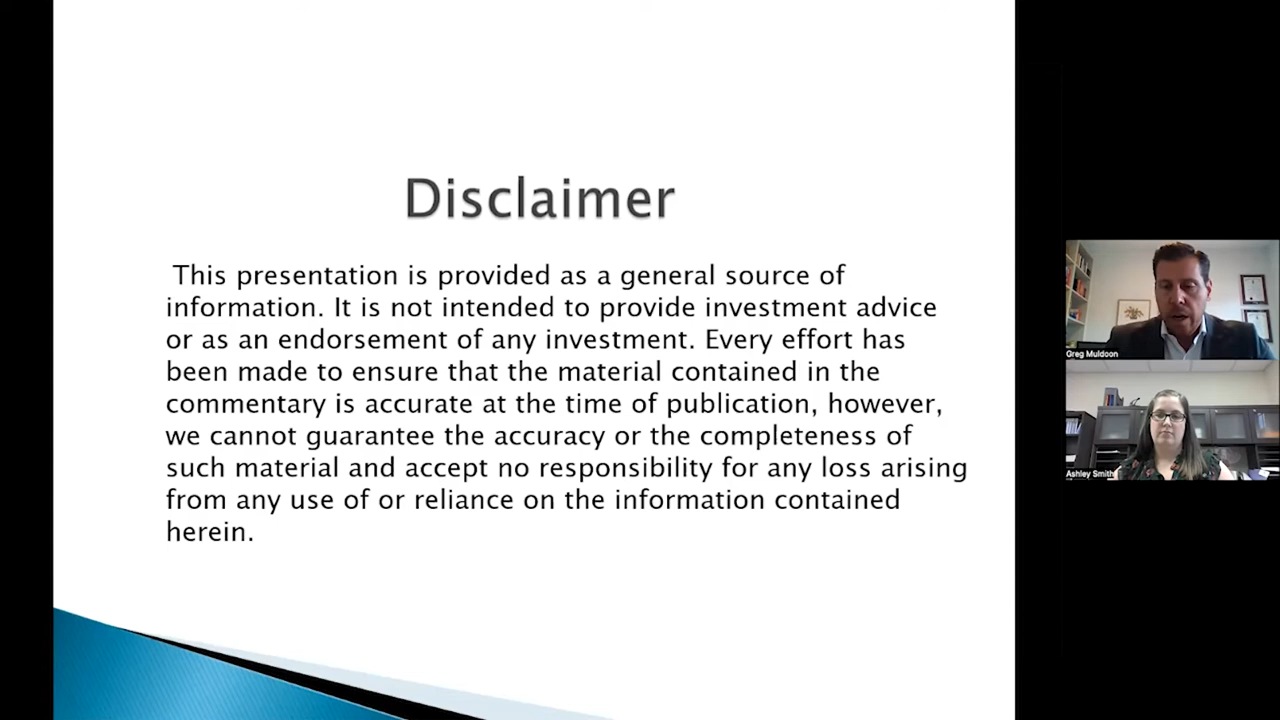 Disclaimer
This presentation is provided as a general source of
information. It is not intended to provide investment advice
or as an endorsement of any investment. Every effort has
been made to ensure that the material contained in the
commentary is accurate at the time of publication, however,
we cannot guarantee the accuracy or the completeness of
such material and accept no responsibility for any loss arising
from any use of or reliance on the information contained
herein.
Greg Muldoon
Ashley Smith